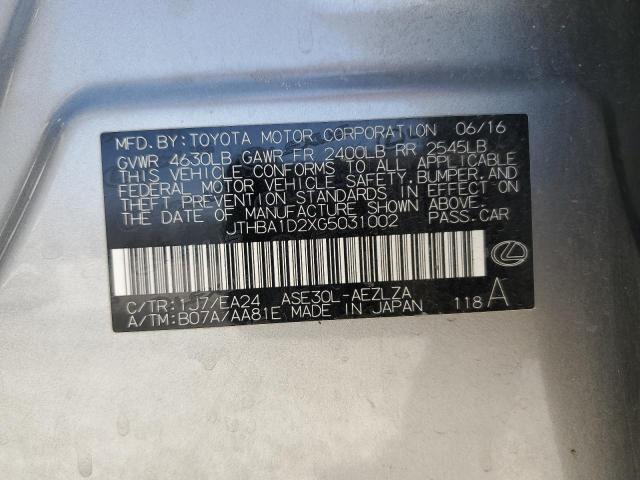 MFD.BY:TOYOTA MOTOR CORPORATION 06/16
GVWR 4630LB GAWR FR 2400LB RR 2545LB
THIS VEHICLE CONFORMS TO ALL APPLICABLE
FEDERAL MOTOR VEHICLE SAFETY,BUMPER,AND
THEFT PREVENTION STANDARDS IN EFFECT ON
THE DATE OF MANUFACTURE SHOWN ABOVE.
JTHBA1D2XG5031002 PASS.CAR
C/TR:1J7/EA24 ASE30L-AEZLZA
A/TM:B07A/AA81E MADE IN JAPAN 118A